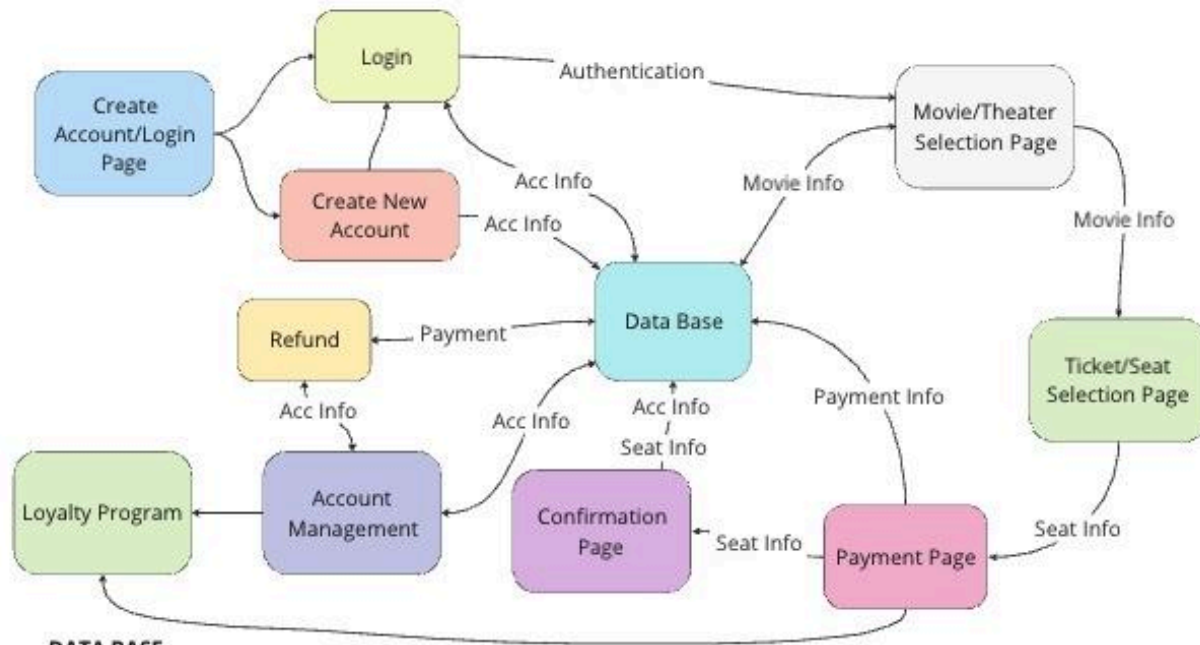 Login
Authentication
Create
Account/Login
Page
Movie/Theater
Selection Page
Create New
Account
Acc Info
Acc Info
Movie Info
Movie Info
Data Base
Refund
Payment
Ticket/Seat
Selection Page
Acc Info
Acc Info
Acc Info
/
Seat Info
Payment Info
Loyalty Program
Account
Management
Confirmation
Page
Seat Info
Payment Page
Seat Info
DATA BASE